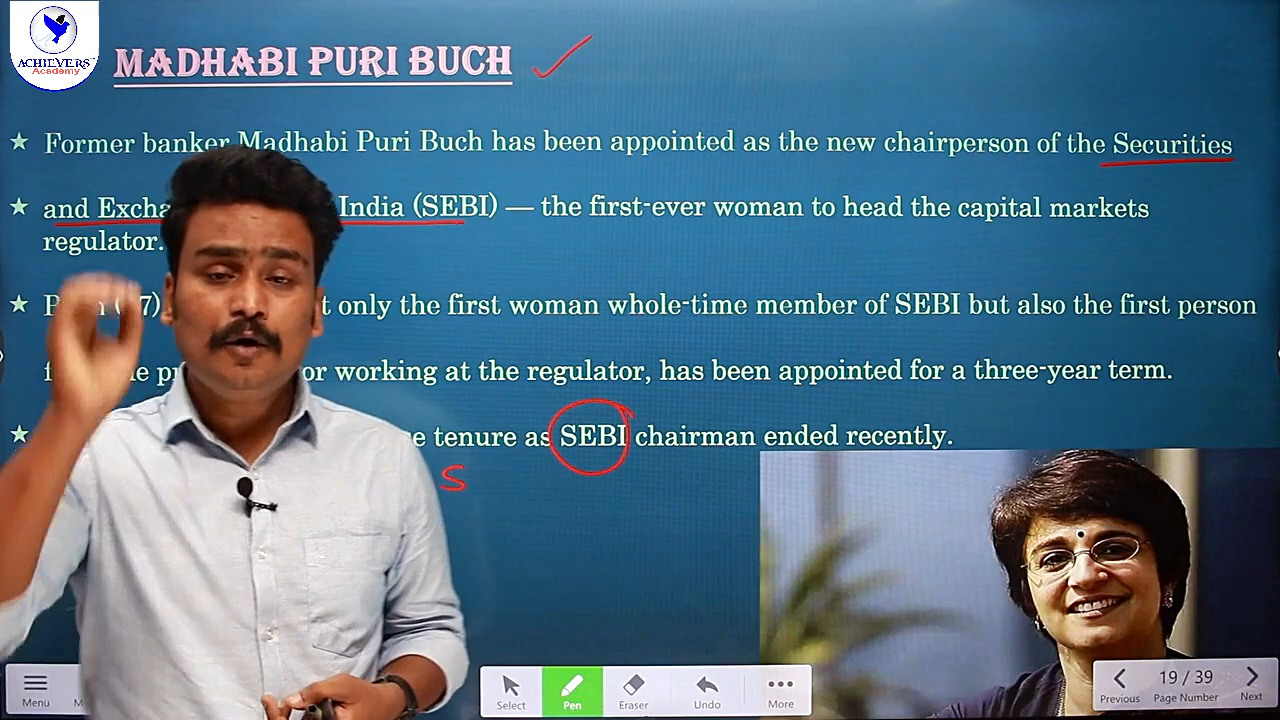 ACHIEVERS
Academy
MADHABI PURI BUCH
Former banker Madhabi Puri Buch has been appointed as the new chairperson of the Securities
and India (SEBI) — the first-ever woman to head the capital markets
regulator.
only the first woman whole-time member of SEBI but also the first person
working at the regulator, has been appointed for a three-year term.
tenure as SEBI chairman ended recently.
S
Menu
Select
Pen
Eraser
Undo
More
Previous
19 / 39
Page Number
Next